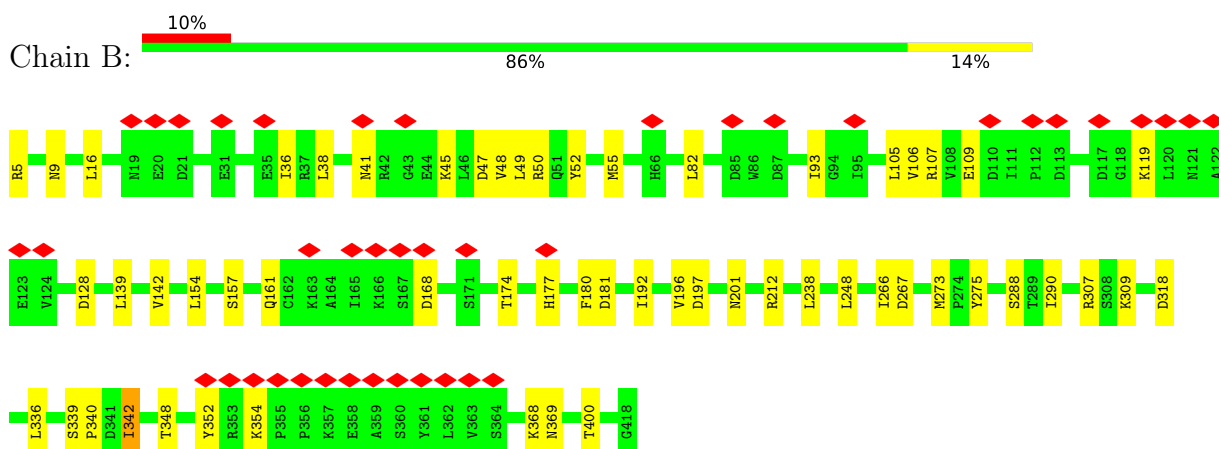 10%
Chain B:
86% 14%
R5 N9 L16 N19 E20 D21 E31 E35 I36 R37 L38 N41 R42 G43 E44 K45 L46 D47 V48 L49 R50 Q51 Y52 M55 H66 L82 D85 W86 D87 I93 G94 I95 L105 V106 R107 V108 E109 D110 I111 P112 D113 D117 G118 K119 L120 N121 A122
E123 V124 D128 L139 V142 L154 S157 Q161 C162 K163 A164 I165 K166 S167 D168 S171 T174 H177 F180 D181 I192 V196 D197 N201 R212 L238 L248 I266 D267 M273 P274 Y275 S288 T289 I290 R307 S308 K309 D318
L336 S339 P340 D341 I342 T348 Y352 R353 K354 P355 P356 K357 E358 A359 S360 Y361 L362 V363 S364 K368 N369 T400 G418